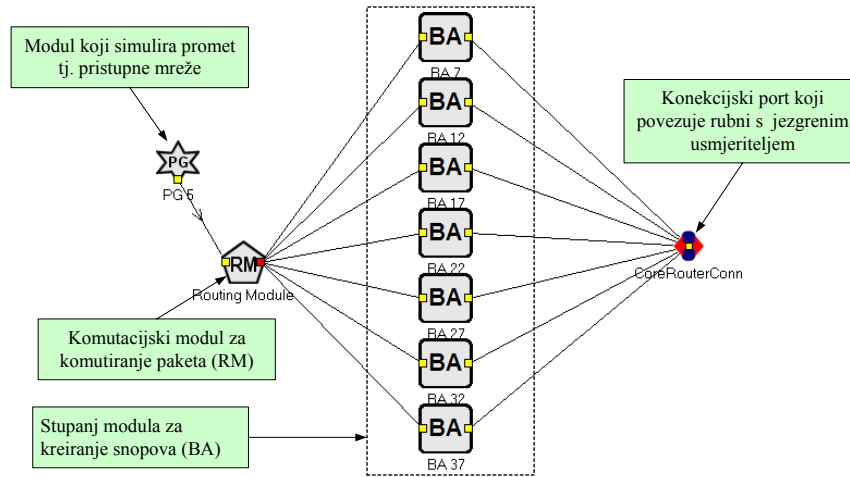 Modul koji simulira promet
tj. pristupne mreže
PG
PG 5
RM
Routing Module
Komutacijski modul za
komutiranje paketa (RM)
Stupanj modula za
kreiranje snopova (BA)
BA
BA 7
BA
BA 12
BA
BA 17
BA
BA 22
BA
BA 27
BA
BA 32
BA
BA 37
Konekcijski port koji
povezuje rubni s jezgrenim
usmjeriteljem
CoreRouterConn